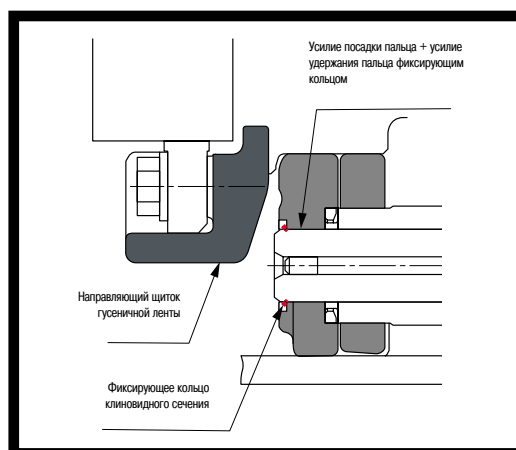 Усилие посадки пальца + усилие
удержания пальца фиксирующим
кольцом
Направляющий щиток
гусеничной ленты
Фиксирующее кольцо
клиновидного сечения